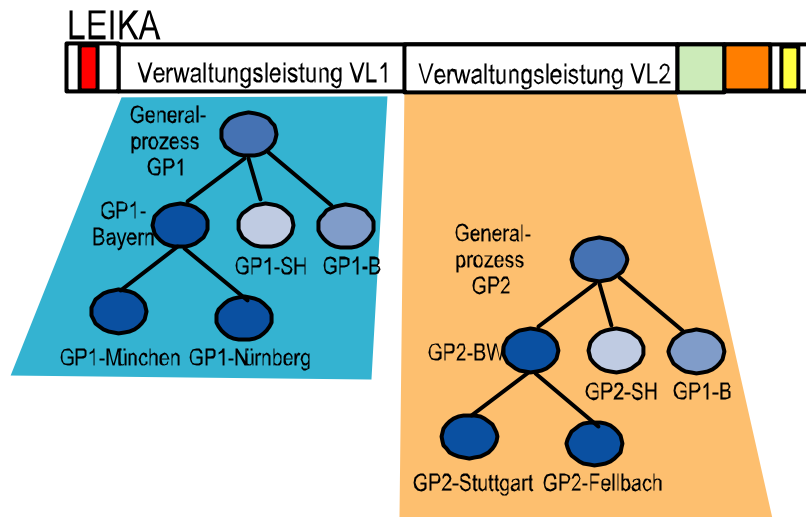 LEIKA
Verwaltungsleistung VL1
Verwaltungsleistung VL2
General-
prozess
GP1
GP1-
Bayern
GP1-SH
GP1-B
GP1-München
GP1-Nürnberg
General-
prozess
GP2
GP2-BW
GP2-SH
GP1-B
GP2-Stuttgart
GP2-Fellbach